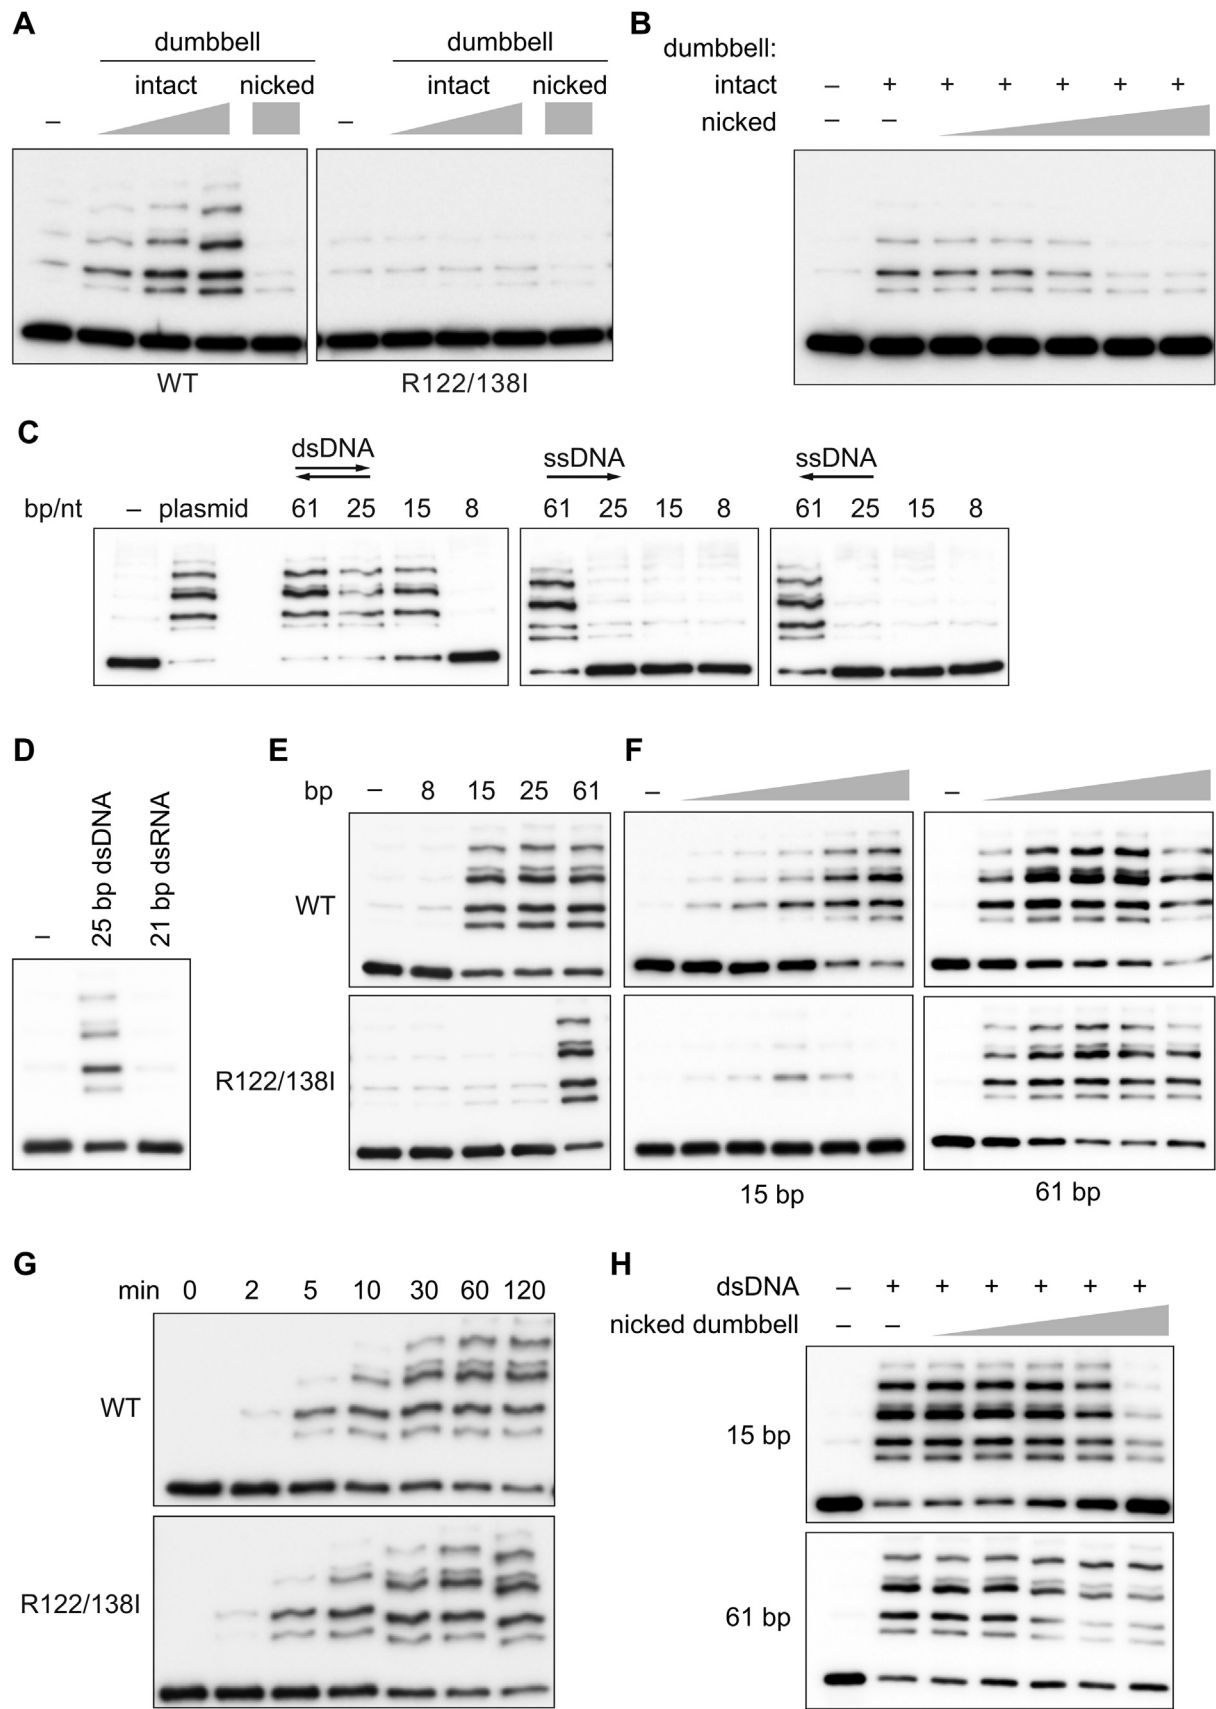 A
dumbbell
dumbbell
intact nicked
intact nicked
–
–
WT
R122/138I
B
dumbbell:
intact – + + + + + +
nicked – –
C
dsDNA
ssDNA
ssDNA
bp/nt – plasmid 61 25 15 8
61 25 15 8
61 25 15 8
D
– 25 bp dsDNA 21 bp dsRNA
E
bp – 8 15 25 61
WT
R122/138I
F
–
–
15 bp
61 bp
G
min 0 2 5 10 30 60 120
WT
R122/138I
H
dsDNA – + + + + + +
nicked dumbbell – –
15 bp
61 bp